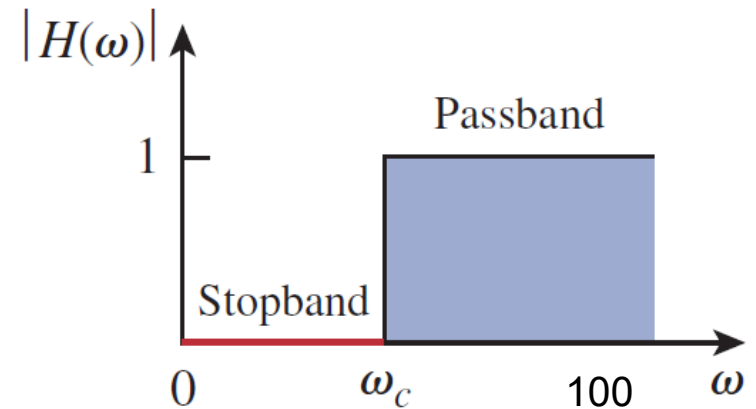 |H(ω)|
Passband
1
Stopband
0 ω_c 100 ω